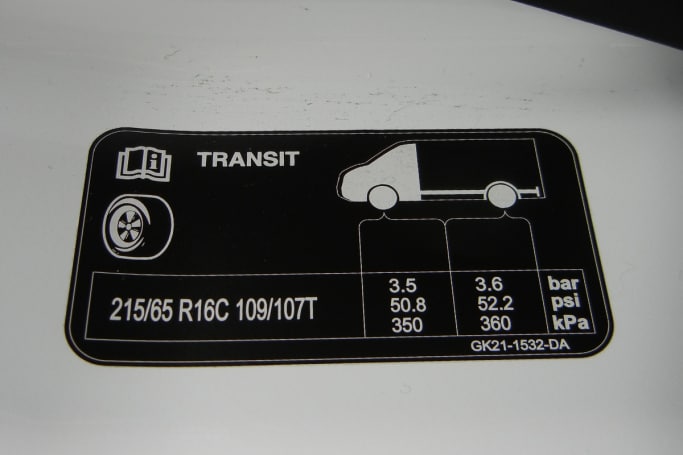 TRANSIT
215/65 R16C 109/107T
3.5 3.6 bar
50.8 52.2 psi
350 360 kPa
GK21-1532-DA